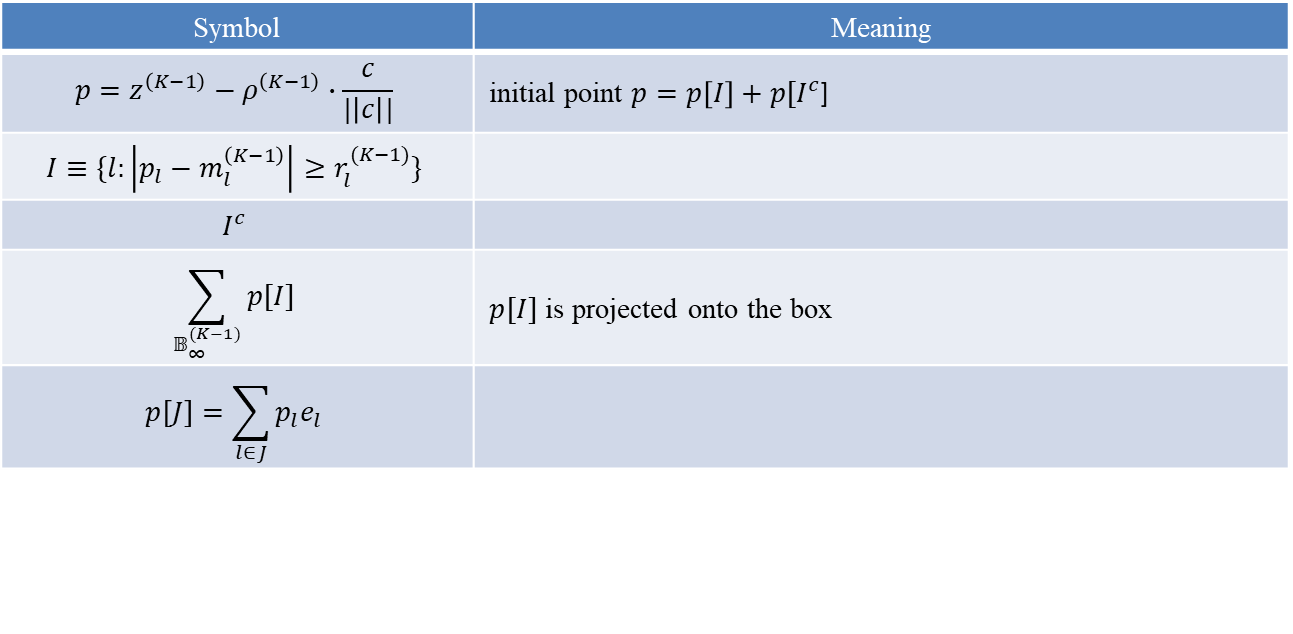 Symbol Meaning
p = z^(K−1) − ρ^(K−1) · c/||c|| initial point p = p[I] + p[I^c]
I ≡ {l: |p_l − m_l^(K−1)| ≥ r_l^(K−1)}
I^c
∑_{𝔹_∞^(K−1)} p[I] p[I] is projected onto the box
p[J] = ∑_{l∈J} p_l e_l